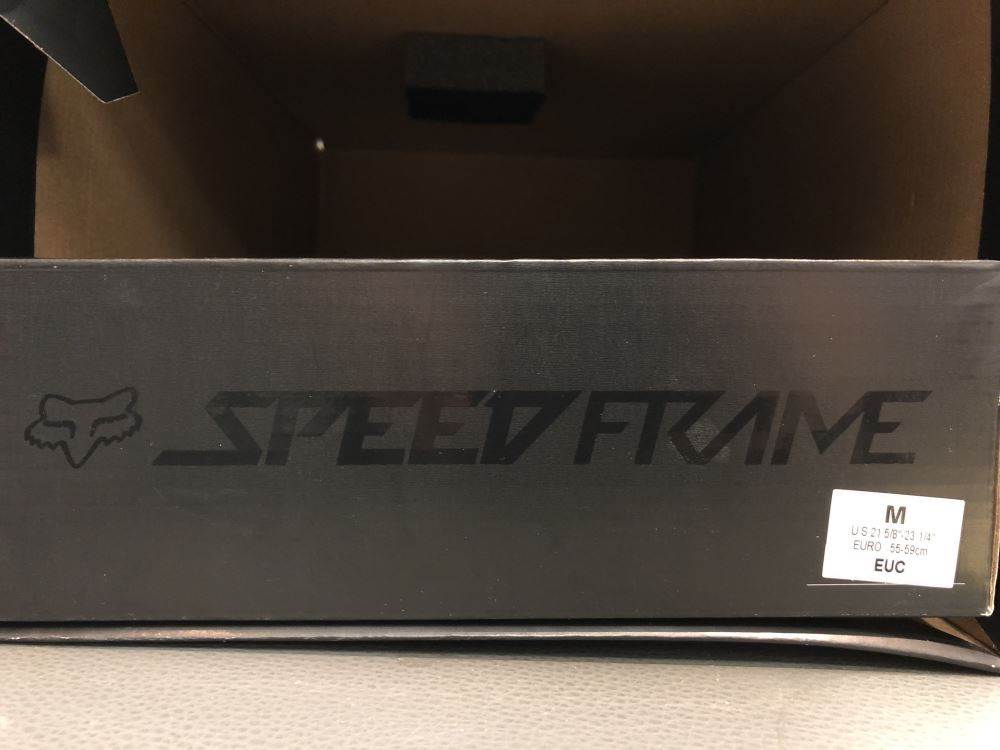 SPEEDFRAME
M
U S 21 5/8"-23 1/4"
EURO 55-59cm
EUC